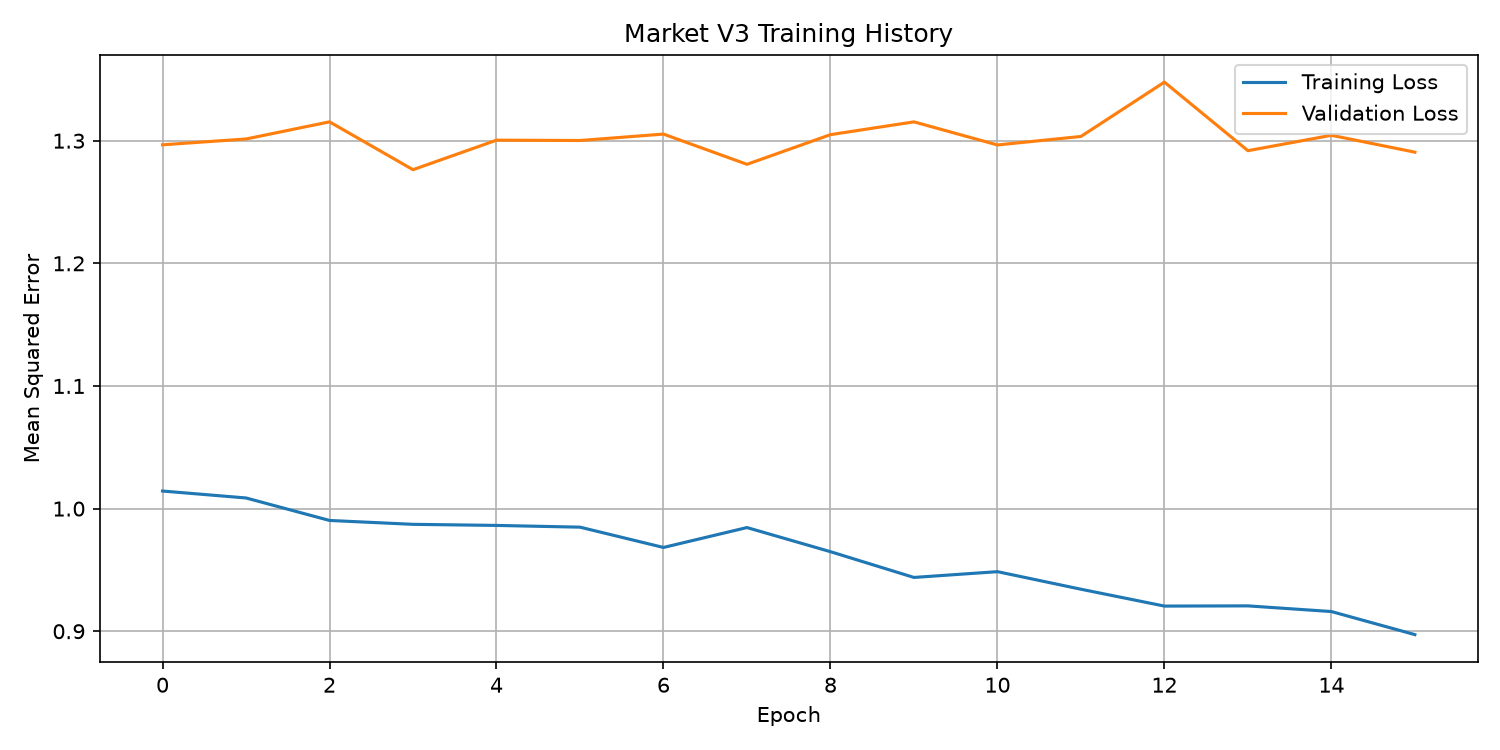 Market V3 Training History
Training Loss
Validation Loss
1.3
1.2
1.1
1.0
0.9
Mean Squared Error
0 2 4 6 8 10 12 14
Epoch